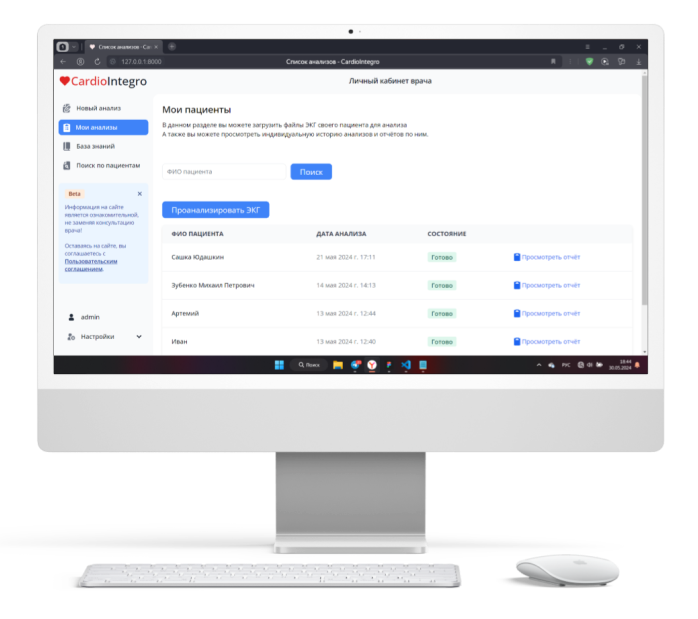 Список анализов - Car
127.0.0.1:8000
Список анализов - CardioIntegro
CardioIntegro
Личный кабинет врача
Новый анализ
Мои анализы
База знаний
Поиск по пациентам
Beta
Информация на сайте
является ознакомительной,
не заменяя консультацию
врача!
Оставаясь на сайте, вы
соглашаетесь с
Пользовательским
соглашением.
admin
Настройки
Мои пациенты
В данном разделе вы можете загрузить файлы ЭКГ своего пациента для анализа
А также вы можете просмотреть индивидуальную историю анализов и отчётов по ним.
ФИО пациента
Поиск
Проанализировать ЭКГ
ФИО ПАЦИЕНТА ДАТА АНАЛИЗА СОСТОЯНИЕ
Сашка Юдашкин 21 мая 2024 г. 17:11 Готово Просмотреть отчёт
Зубенко Михаил Петрович 14 мая 2024 г. 14:13 Готово Просмотреть отчёт
Артемий 13 мая 2024 г. 12:44 Готово Просмотреть отчёт
Иван 13 мая 2024 г. 12:40 Готово Просмотреть отчёт
Поиск
РУС
18:44
30.05.2024